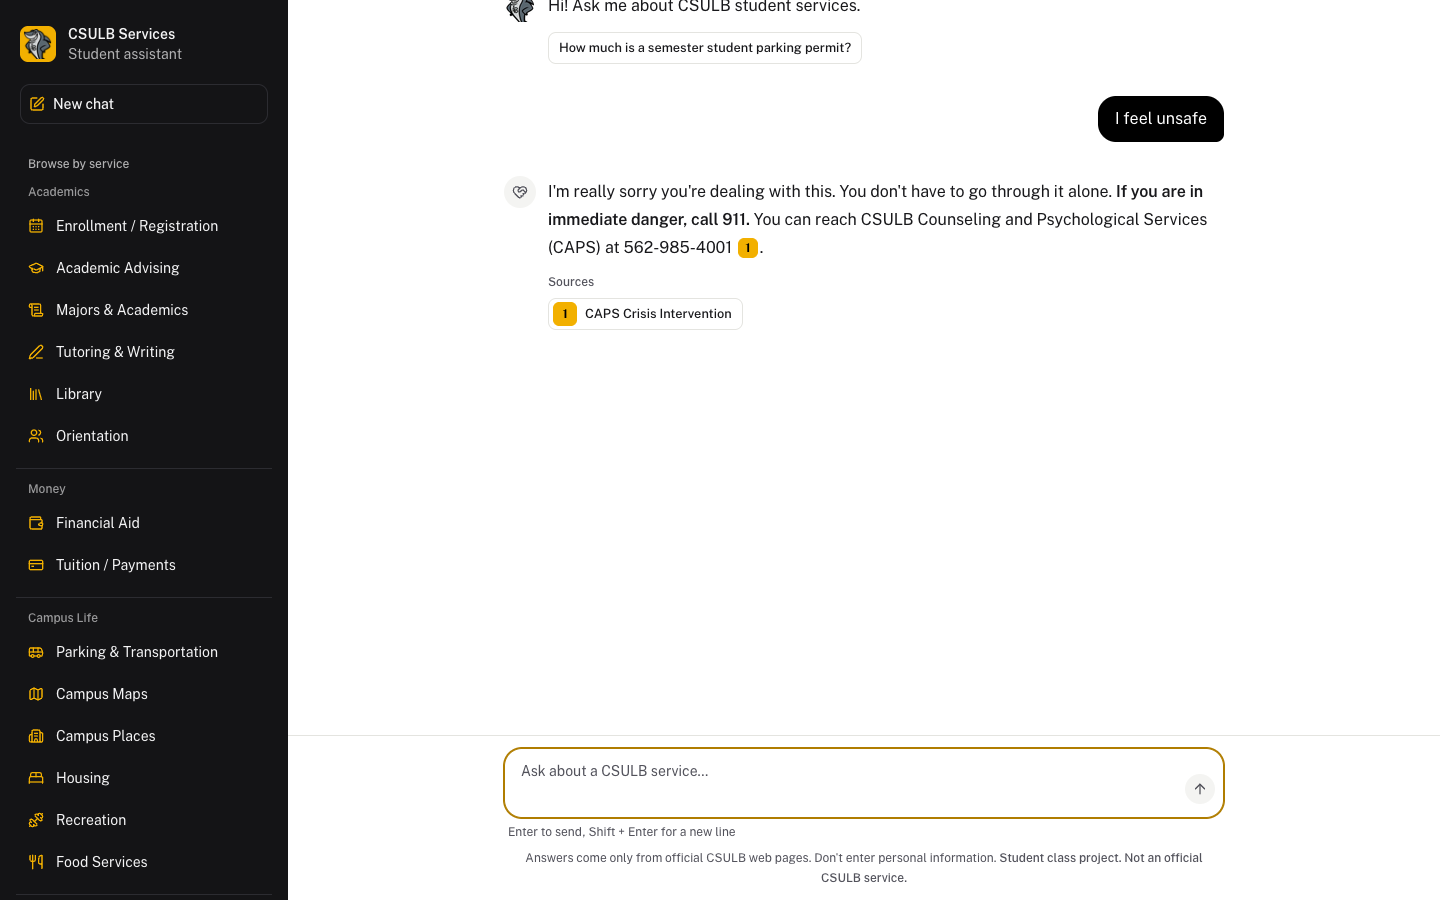 CSULB Services
Student assistant
New chat
Browse by service
Academics
Enrollment / Registration
Academic Advising
Majors & Academics
Tutoring & Writing
Library
Orientation
Money
Financial Aid
Tuition / Payments
Campus Life
Parking & Transportation
Campus Maps
Campus Places
Housing
Recreation
Food Services
Hi! Ask me about CSULB student services.
How much is a semester student parking permit?
I feel unsafe
I'm really sorry you're dealing with this. You don't have to go through it alone. If you are in
immediate danger, call 911. You can reach CSULB Counseling and Psychological Services
(CAPS) at 562-985-4001 1 .
Sources
1 CAPS Crisis Intervention
Ask about a CSULB service...
Enter to send, Shift + Enter for a new line
Answers come only from official CSULB web pages. Don't enter personal information. Student class project. Not an official
CSULB service.